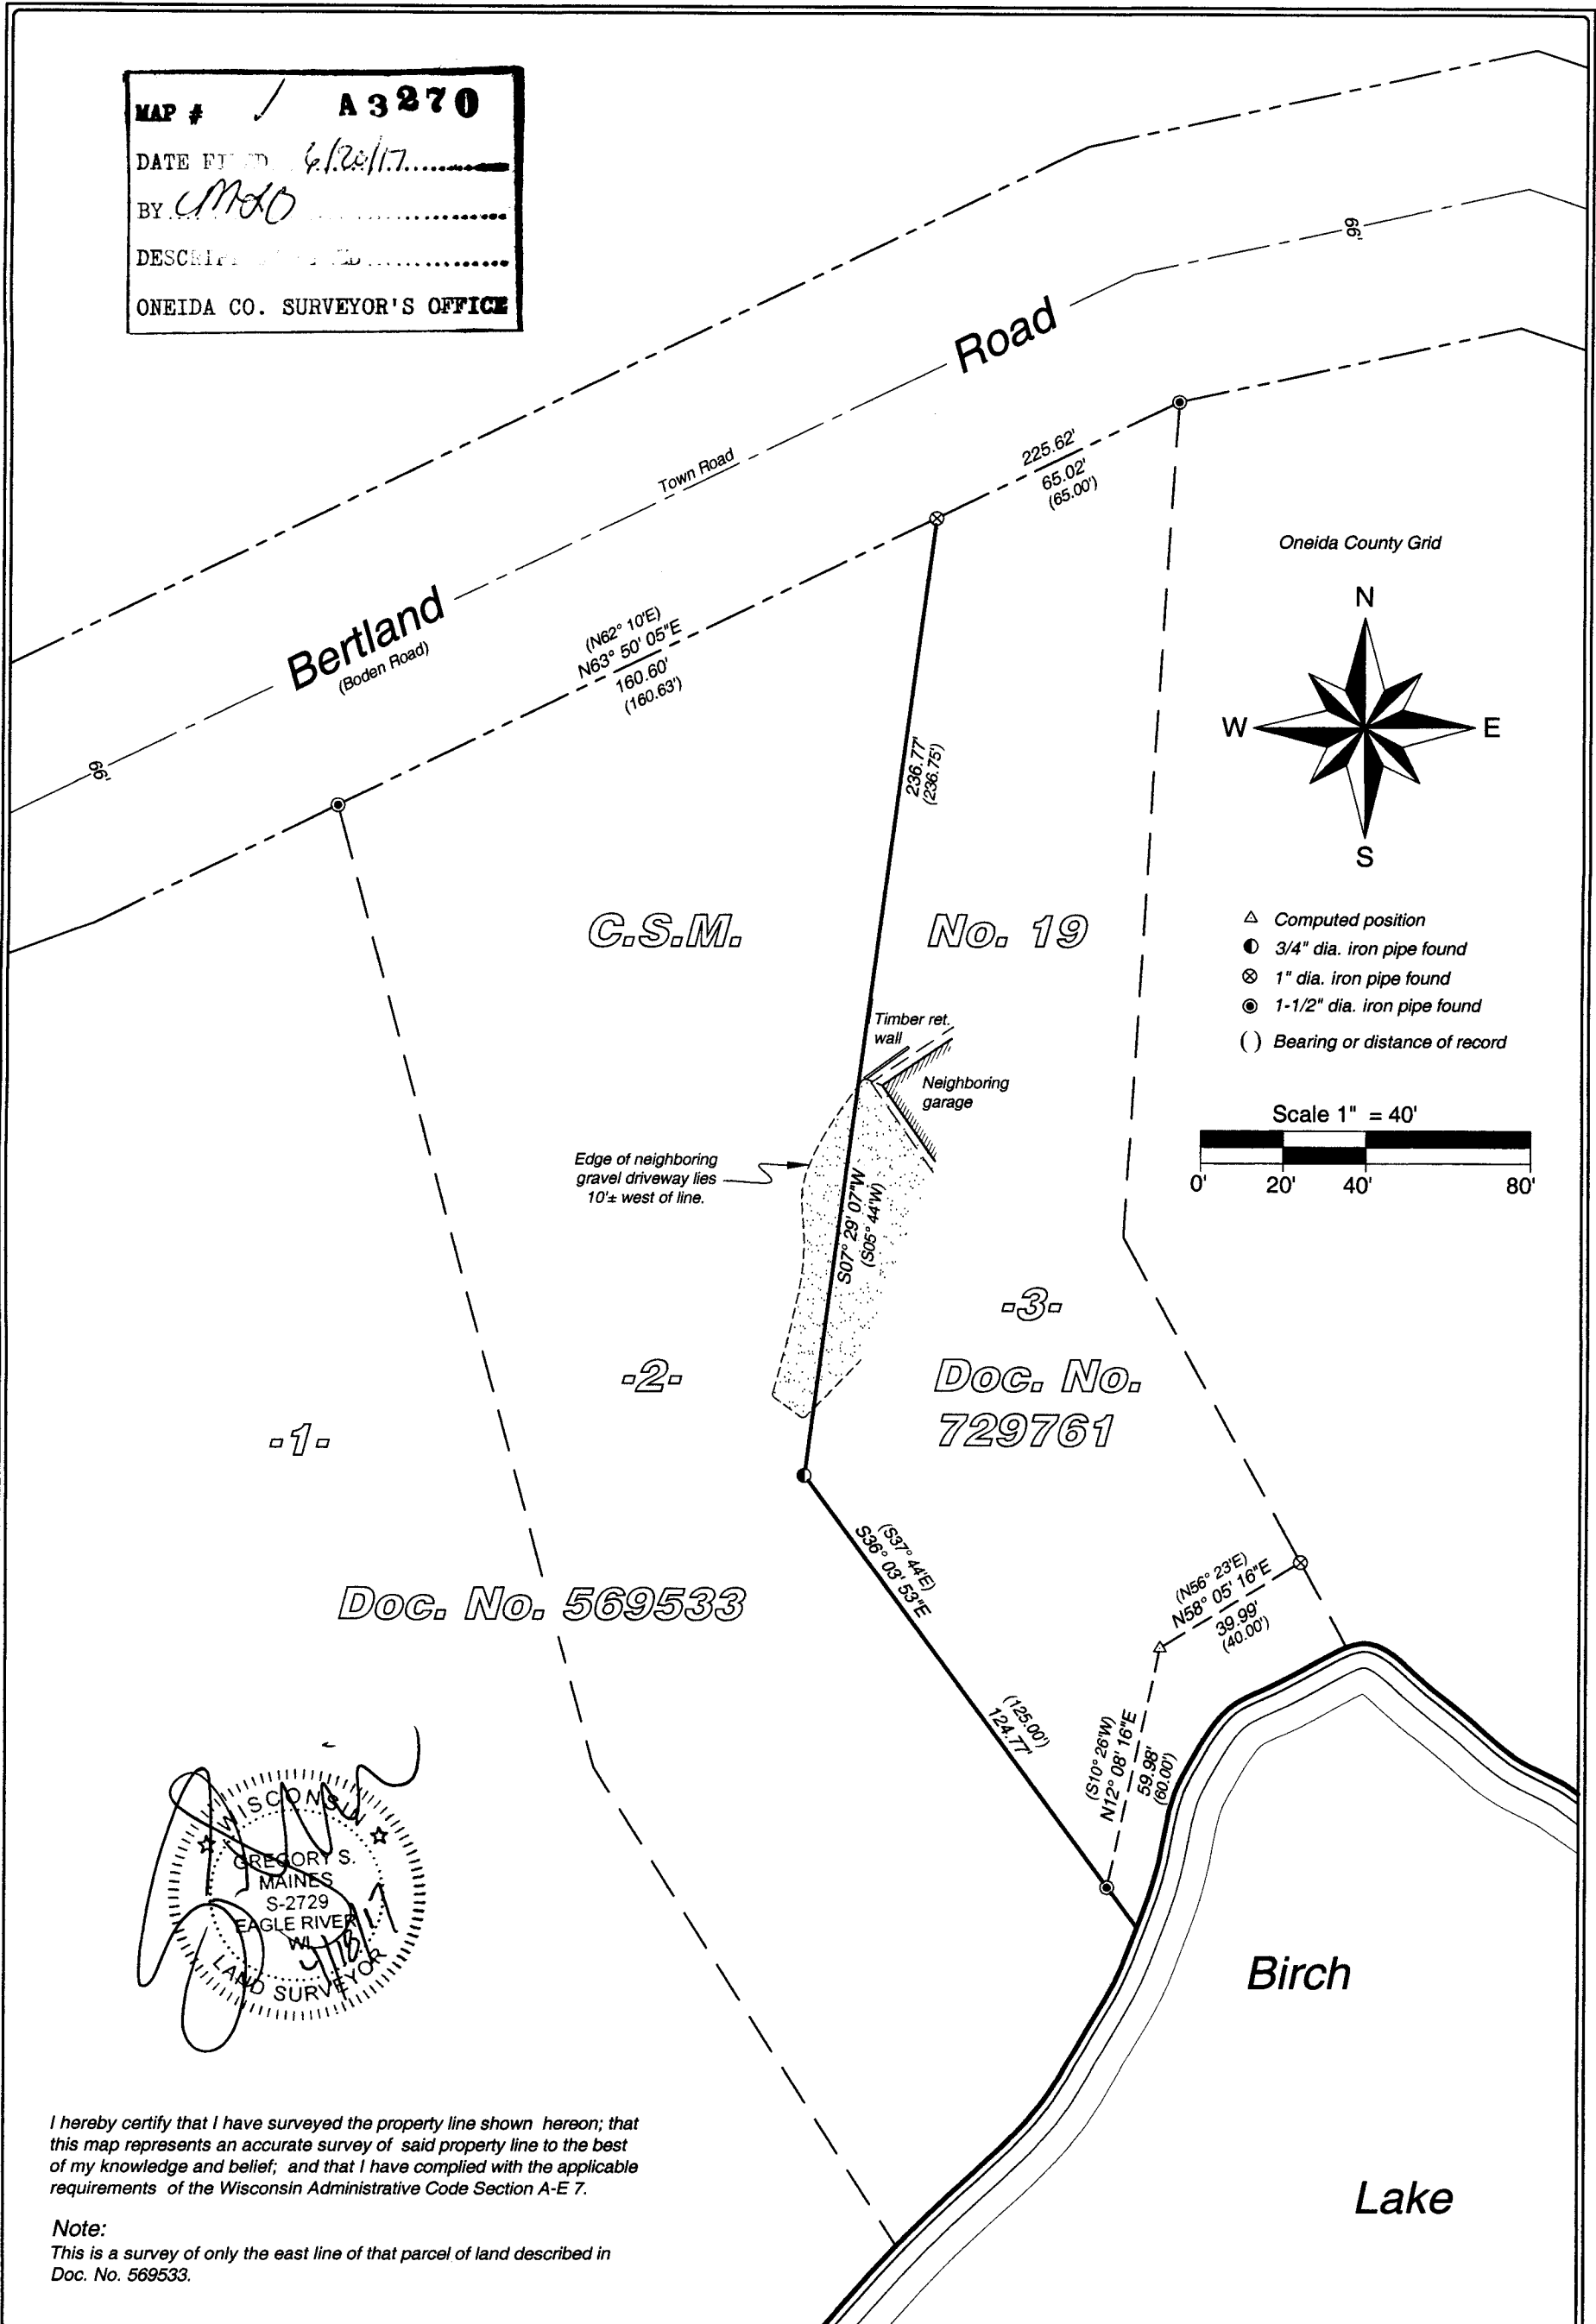 MAP # A 3270
DATE FILED 6/20/17
BY
ONEIDA CO. SURVEYOR'S OFFICE
66'
Road
Town Road
225.62'
65.02'
(65.00')
Bertland
(Boden Road)
(N62° 10'E)
N63° 50' 05"E
160.60'
(160.63')
66'
Oneida County Grid
N
W E
S
236.77'
(236.75')
C.S.M. No. 19
△ Computed position
3/4" dia. iron pipe found
1" dia. iron pipe found
1-1/2" dia. iron pipe found
( ) Bearing or distance of record
Timber ret.
wall
Neighboring
garage
Scale 1" = 40'
0' 20' 40' 80'
Edge of neighboring
gravel driveway lies
10'± west of line.
S07° 29' 07"W
(S05° 44'W)
-3-
-2-
Doc. No.
729761
-1-
(S37° 44'E)
S36° 03' 53"E
(N56° 23'E)
N58° 05' 16"E
39.99'
(40.00')
Doc. No. 569533
(125.00')
124.77'
(S10° 26'W)
N12° 08' 16"E
59.98'
(60.00')
WISCONSIN
GREGORY S.
MAINES
S-2729
EAGLE RIVER
WI
LAND SURVEYOR
Birch
Lake
I hereby certify that I have surveyed the property line shown hereon; that
this map represents an accurate survey of said property line to the best
of my knowledge and belief; and that I have complied with the applicable
requirements of the Wisconsin Administrative Code Section A-E 7.
Note:
This is a survey of only the east line of that parcel of land described in
Doc. No. 569533.